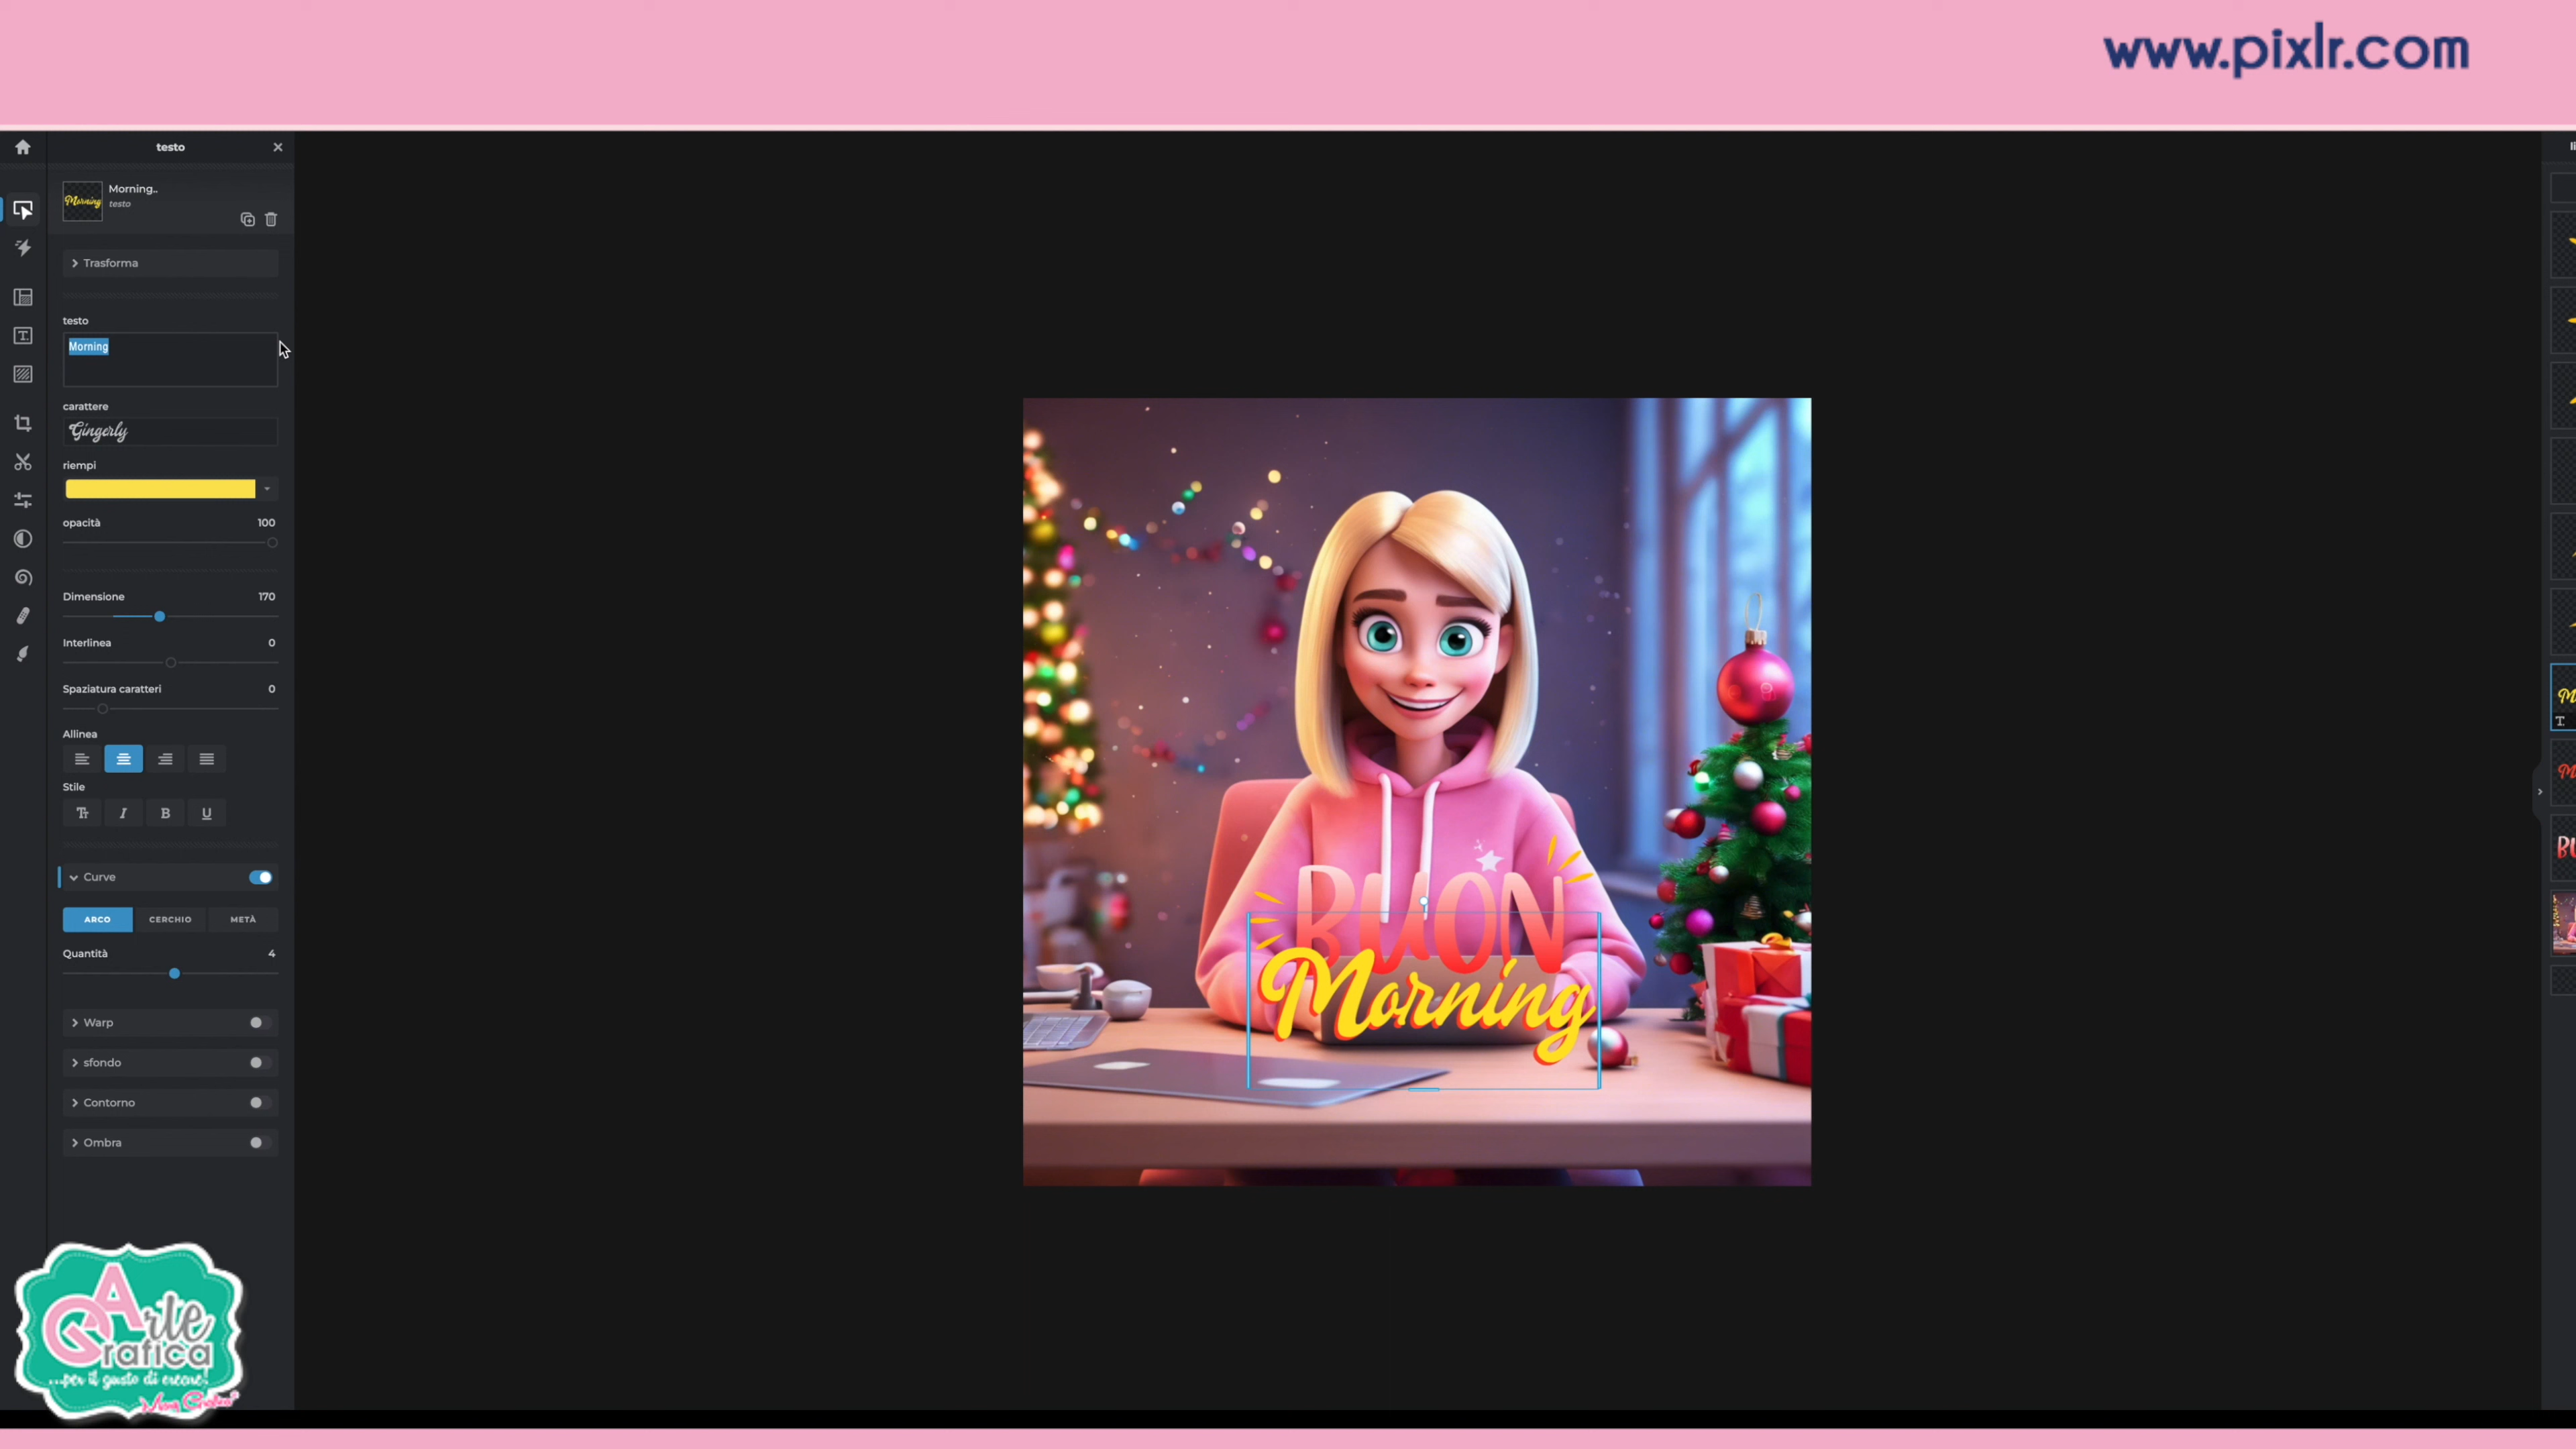 www.pixlr.com
testo
Morning..
testo
Trasforma
testo
Morning
carattere
Gingerly
riempi
opacità 100
Dimensione 170
Interlinea 0
Spaziatura caratteri 0
Allinea
Stile
Curve
ARCO CERCHIO METÀ
Quantità 4
Warp
sfondo
Contorno
Ombra
BUON
Morning
Arte
Grafica
...per il gusto di creare!